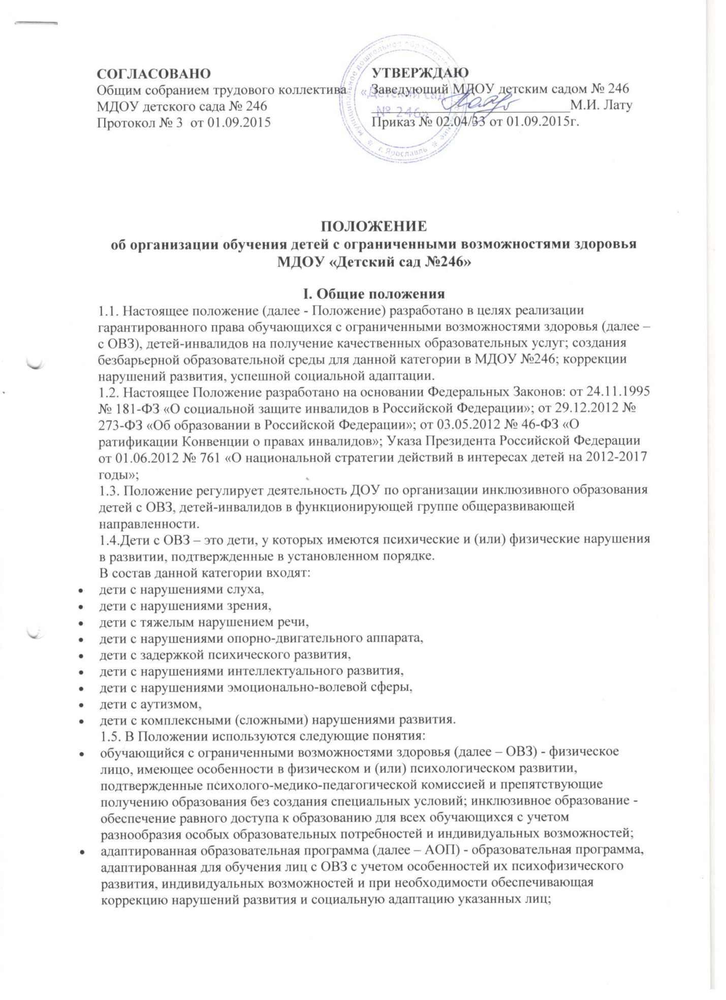 СОГЛАСОВАНО
Общим собранием трудового коллектива
МДОУ детского сада № 246
Протокол № 3 от 01.09.2015
УТВЕРЖДАЮ
Заведующий МДОУ детским садом № 246
М.И. Лату
Приказ № 02.04/33 от 01.09.2015г.
муниципальное дошкольное
«Детский сад
№ 246»
г. Ярославль
ПОЛОЖЕНИЕ
об организации обучения детей с ограниченными возможностями здоровья
МДОУ «Детский сад №246»
I. Общие положения
1.1. Настоящее положение (далее - Положение) разработано в целях реализации
гарантированного права обучающихся с ограниченными возможностями здоровья (далее –
с ОВЗ), детей-инвалидов на получение качественных образовательных услуг; создания
безбарьерной образовательной среды для данной категории в МДОУ №246; коррекции
нарушений развития, успешной социальной адаптации.
1.2. Настоящее Положение разработано на основании Федеральных Законов: от 24.11.1995
№ 181-ФЗ «О социальной защите инвалидов в Российской Федерации»; от 29.12.2012 №
273-ФЗ «Об образовании в Российской Федерации»; от 03.05.2012 № 46-ФЗ «О
ратификации Конвенции о правах инвалидов»; Указа Президента Российской Федерации
от 01.06.2012 № 761 «О национальной стратегии действий в интересах детей на 2012-2017
годы»;
1.3. Положение регулирует деятельность ДОУ по организации инклюзивного образования
детей с ОВЗ, детей-инвалидов в функционирующей группе общеразвивающей
направленности.
1.4.Дети с ОВЗ – это дети, у которых имеются психические и (или) физические нарушения
в развитии, подтвержденные в установленном порядке.
В состав данной категории входят:
• дети с нарушениями слуха,
• дети с нарушениями зрения,
• дети с тяжелым нарушением речи,
• дети с нарушениями опорно-двигательного аппарата,
• дети с задержкой психического развития,
• дети с нарушениями интеллектуального развития,
• дети с нарушениями эмоционально-волевой сферы,
• дети с аутизмом,
• дети с комплексными (сложными) нарушениями развития.
1.5. В Положении используются следующие понятия:
• обучающийся с ограниченными возможностями здоровья (далее – ОВЗ) - физическое
лицо, имеющее особенности в физическом и (или) психологическом развитии,
подтвержденные психолого-медико-педагогической комиссией и препятствующие
получению образования без создания специальных условий; инклюзивное образование -
обеспечение равного доступа к образованию для всех обучающихся с учетом
разнообразия особых образовательных потребностей и индивидуальных возможностей;
• адаптированная образовательная программа (далее – АОП) - образовательная программа,
адаптированная для обучения лиц с ОВЗ с учетом особенностей их психофизического
развития, индивидуальных возможностей и при необходимости обеспечивающая
коррекцию нарушений развития и социальную адаптацию указанных лиц;